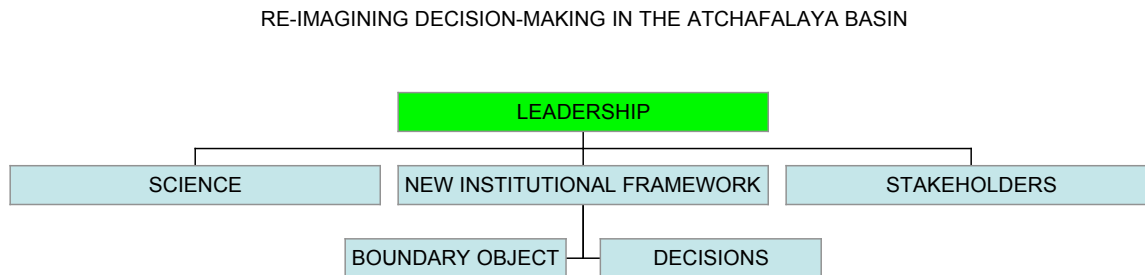 RE-IMAGINING DECISION-MAKING IN THE ATCHAFALAYA BASIN
LEADERSHIP
SCIENCE
NEW INSTITUTIONAL FRAMEWORK
STAKEHOLDERS
BOUNDARY OBJECT
DECISIONS